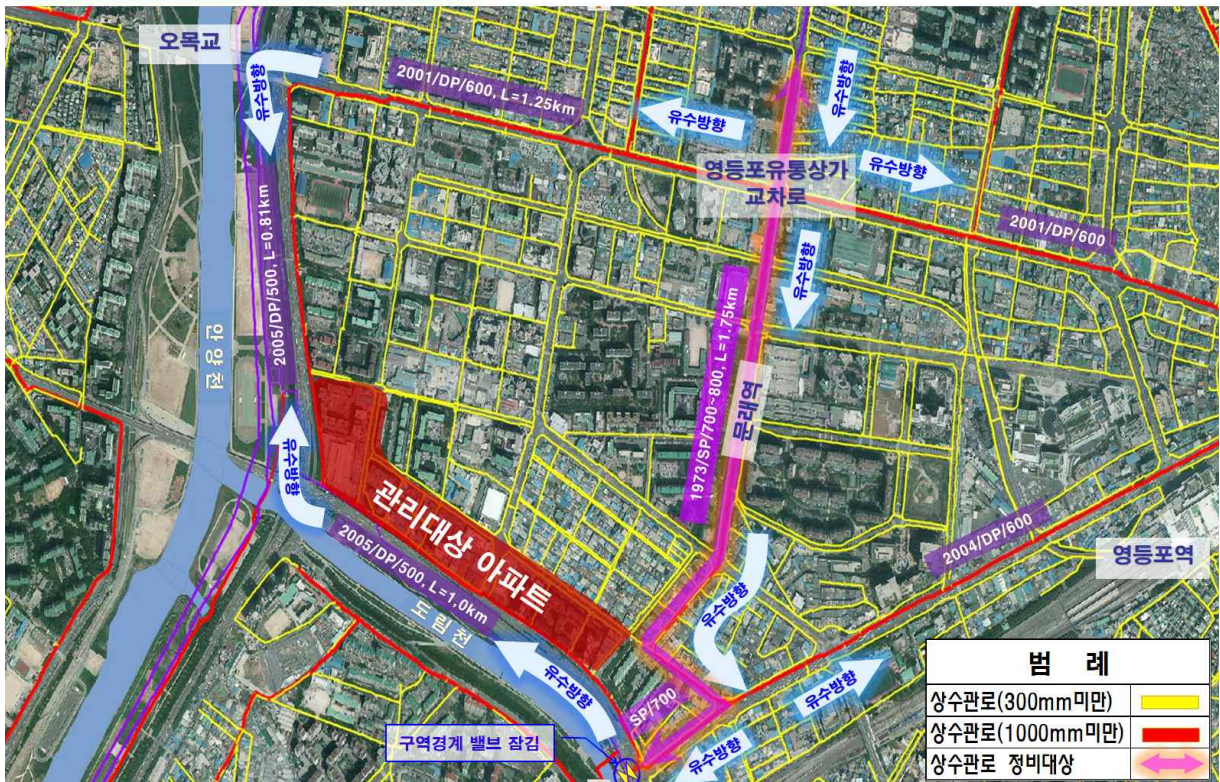 오목교
유수방향
2001/DP/600, L=1.25km
유수방향
유수방향
유수방향
영등포유통상가
교차로
2001/DP/600
유수방향
2005/DP/500, L=0.81km
안양천
1973/SP/700~800, L=1.75km
문래역
유수방향
관리대상 아파트
2005/DP/500, L=1.0km
도림천
2004/DP/600
영등포역
유수방향
유수방향
SP/700
유수방향
유수방향
구역경계 밸브 잠김
범 례
상수관로(300mm미만)
상수관로(1000mm미만)
상수관로 정비대상